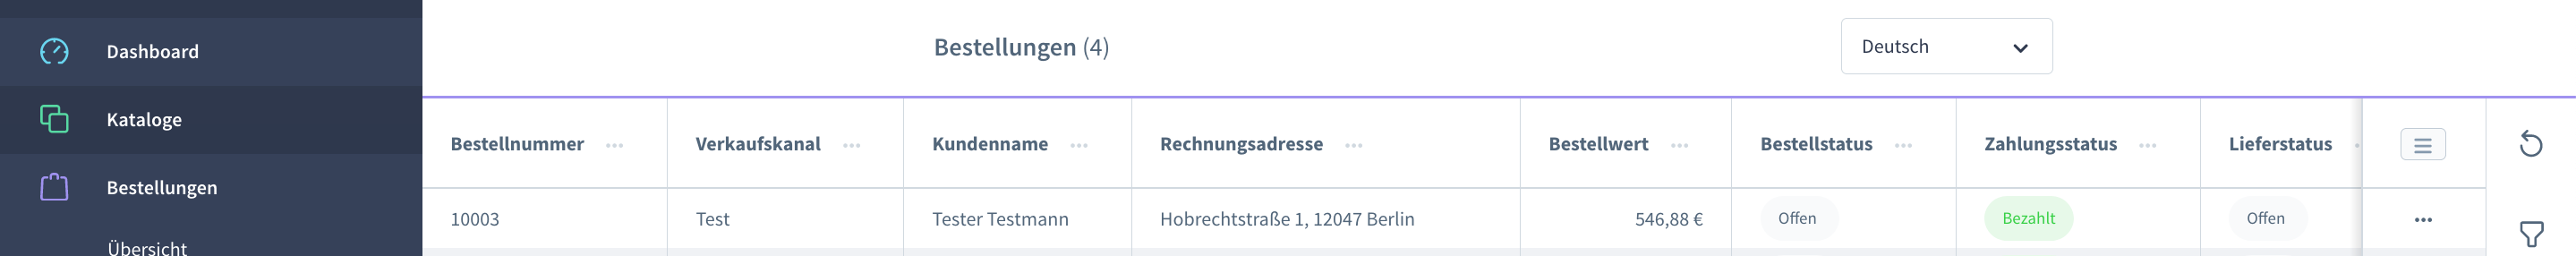 Dashboard
Kataloge
Bestellungen
Übersicht
Bestellungen (4)
Deutsch
Bestellnummer Verkaufskanal Kundenname Rechnungsadresse Bestellwert Bestellstatus Zahlungsstatus Lieferstatus
10003 Test Tester Testmann Hobrechtstraße 1, 12047 Berlin 546,88 € Offen Bezahlt Offen